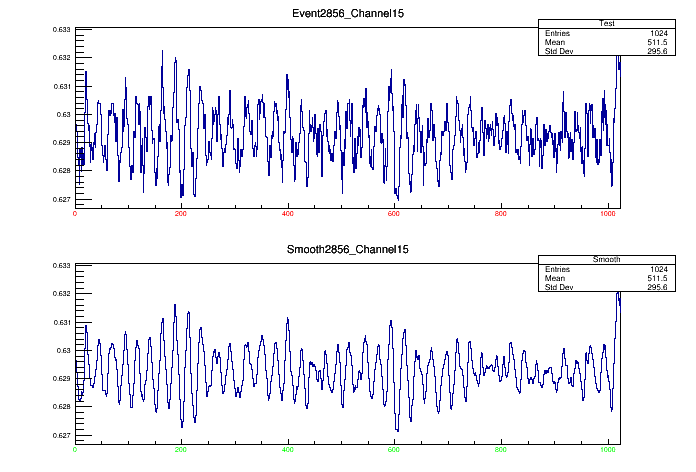 Event2856_Channel15
Test
Entries 1024
Mean 511.5
Std Dev 295.6
0.631
0.632
0.631
0.63
0.629
0.628
0.627
0 200 400 600 800 1000
Smooth2856_Channel15
Smooth
Entries 1024
Mean 511.5
Std Dev 295.6
0.633
0.632
0.631
0.63
0.629
0.628
0.627
0 200 400 600 800 1000